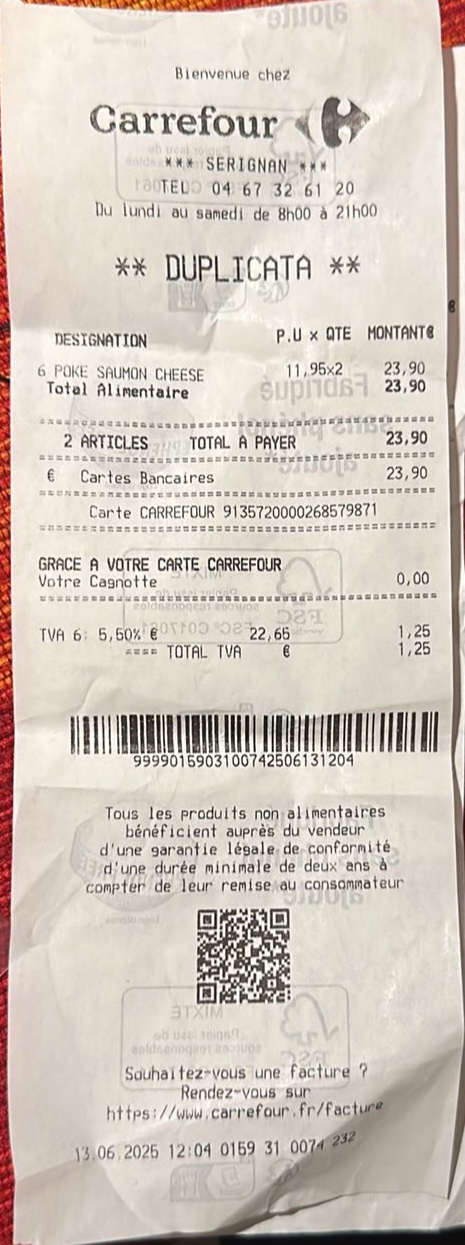 Bienvenue chez
Carrefour
*** SERIGNAN ***
TEL 04 67 32 61 20
Du lundi au samedi de 8h00 à 21h00
** DUPLICATA **
DESIGNATION P.U x QTE MONTANT€
6 POKE SAUMON CHEESE 11,95x2 23,90
Total Alimentaire 23,90
2 ARTICLES TOTAL A PAYER 23,90
€ Cartes Bancaires 23,90
Carte CARREFOUR 9135720000268579871
GRACE A VOTRE CARTE CARREFOUR
Votre Cagnotte 0,00
TVA 6: 5,50% € 22,65 1,25
==== TOTAL TVA € 1,25
9999015903100742506131204
Tous les produits non alimentaires
bénéficient auprès du vendeur
d'une garantie légale de conformité
d'une durée minimale de deux ans à
compter de leur remise au consommateur
Souhaitez-vous une facture ?
Rendez-vous sur
https://www.carrefour.fr/facture
13.06.2025 12:04 0159 31 0074 232